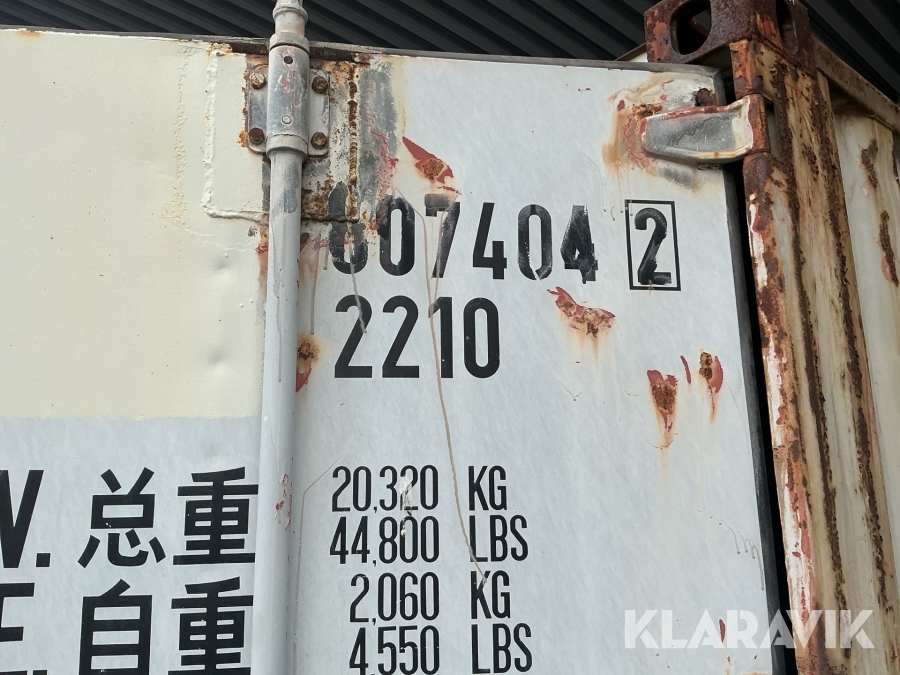 007404 2
2210
W. 总重 20,320 KG
44,800 LBS
E. 自重 2,060 KG
4,550 LBS
KLARAVIK